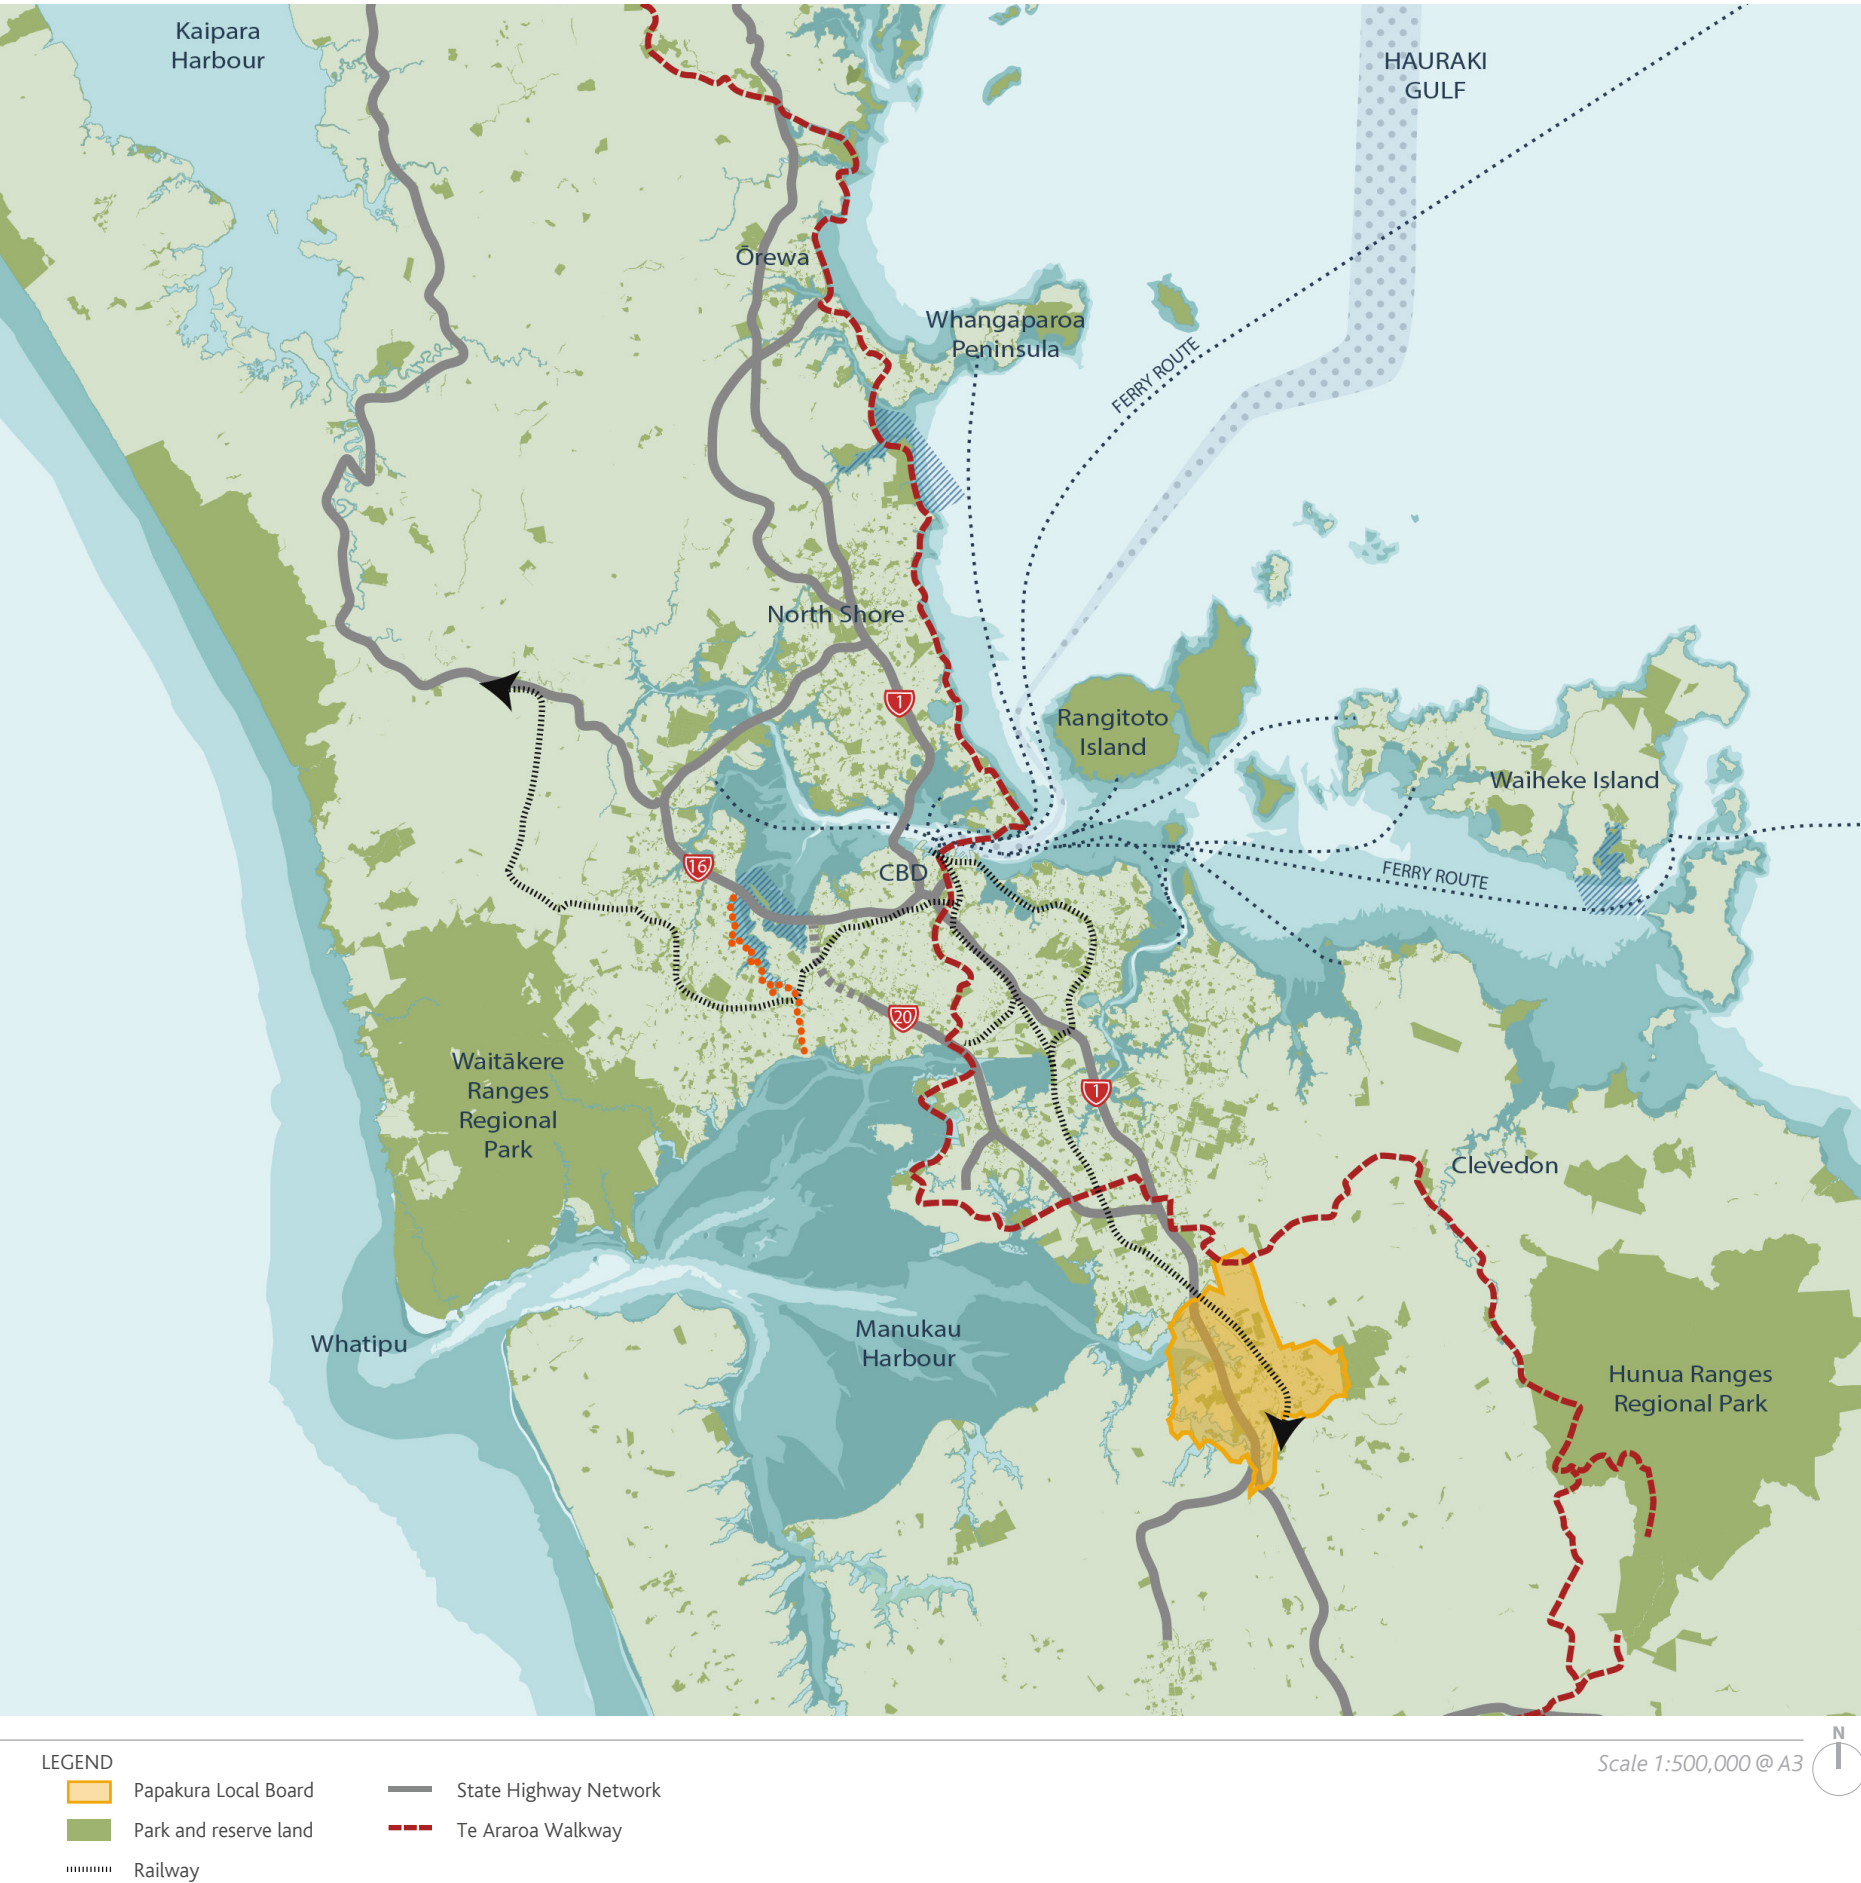 Kaipara
Harbour
HAURAKI
GULF
Ōrewa
Whangaparoa
Peninsula
FERRY ROUTE
North Shore
1
Rangitoto
Island
Waiheke Island
16
CBD
FERRY ROUTE
20
Waitākere
Ranges
Regional
Park
1
Clevedon
Whatipu
Manukau
Harbour
Hunua Ranges
Regional Park
N
LEGEND
Scale 1:500,000 @ A3
Papakura Local Board
State Highway Network
Park and reserve land
Te Araroa Walkway
Railway